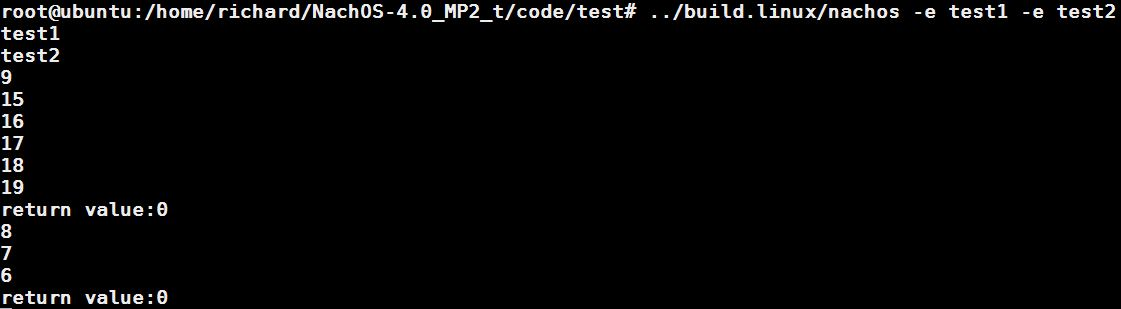 root@ubuntu:/home/richard/NachOS-4.0_MP2_t/code/test# ../build.linux/nachos -e test1 -e test2
test1
test2
9
15
16
17
18
19
return value:0
8
7
6
return value:0